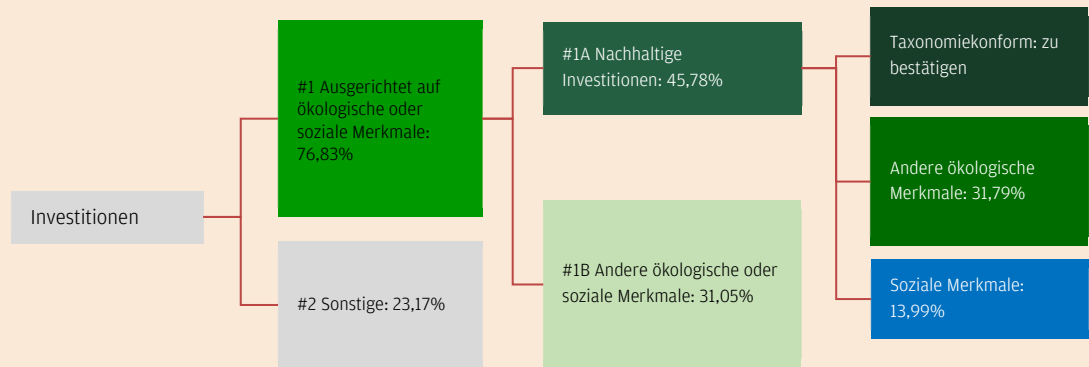 Investitionen
#1 Ausgerichtet auf
ökologische oder
soziale Merkmale:
76,83%
#2 Sonstige: 23,17%
#1A Nachhaltige
Investitionen: 45,78%
#1B Andere ökologische oder
soziale Merkmale: 31,05%
Taxonomiekonform: zu
bestätigen
Andere ökologische
Merkmale: 31,79%
Soziale Merkmale:
13,99%